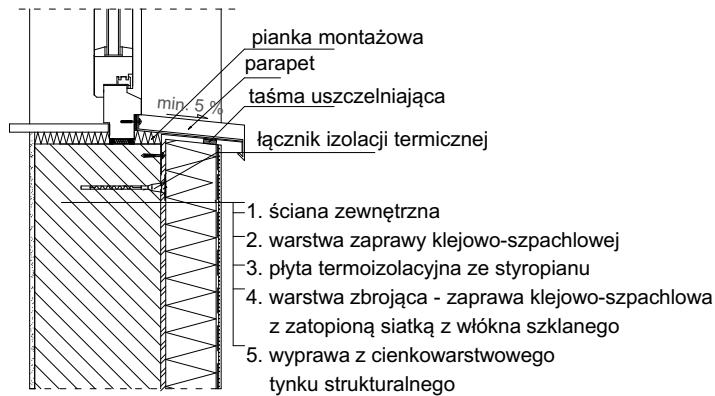 pianka montażowa
parapet
min. 5 %
taśma uszczelniająca
łącznik izolacji termicznej
1. ściana zewnętrzna
2. warstwa zaprawy klejowo-szpachlowej
3. płyta termoizolacyjna ze styropianu
4. warstwa zbrojąca - zaprawa klejowo-szpachlowa
z zatopioną siatką z włókna szklanego
5. wyprawa z cienkowarstwowego
tynku strukturalnego